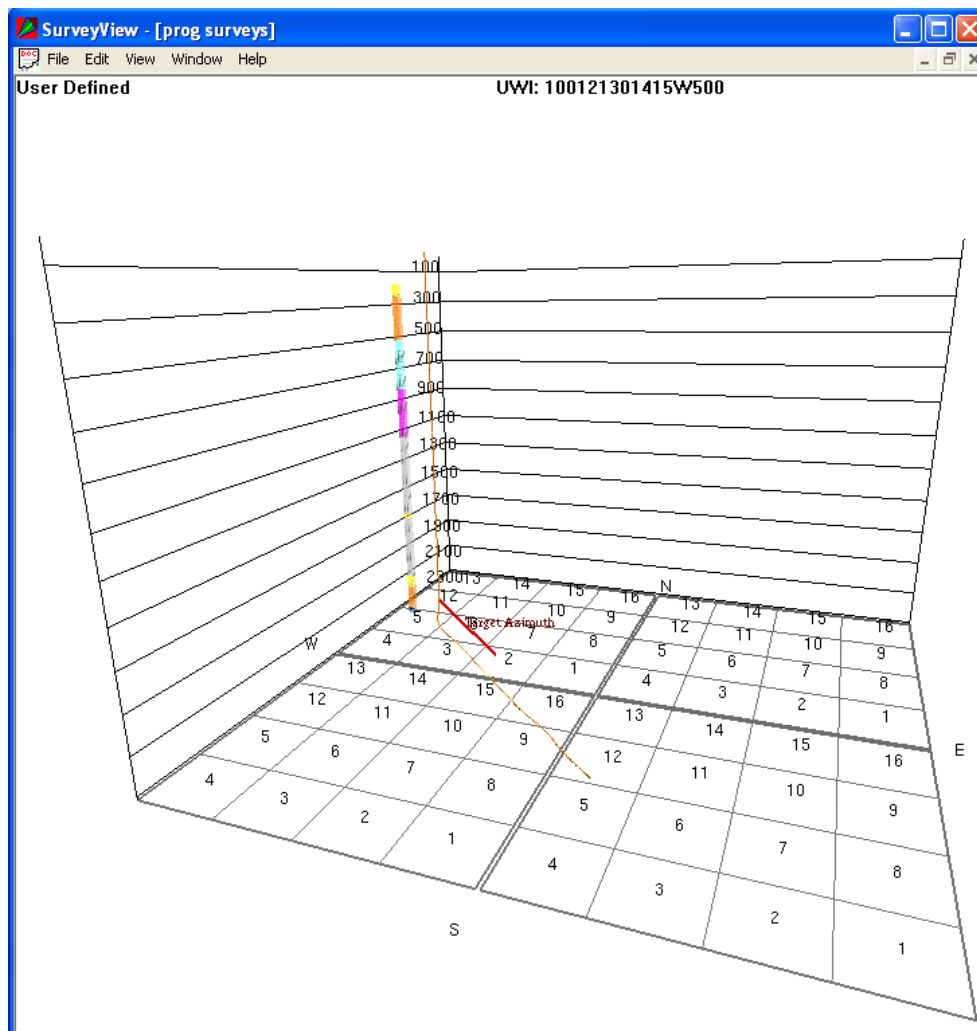 SurveyView - [prog surveys]
DOC
File Edit View Window Help
User Defined UWI: 100121301415W500
100
300
500
700
900
1100
1300
1500
1700
1900
2100
2300 13 14 15 16 N 13 14 15 16
12 11 10 9 12 11 10 9
5 Target Azimuth 7 8 5 6 7 8
W 4 3 2 1 4 3 2 1
13 14 15 16 13 14 15 16 E
12 11 10 9 12 11 10 9
5 6 7 8 5 6 7 8
4 3 2 1 4 3 2 1
S